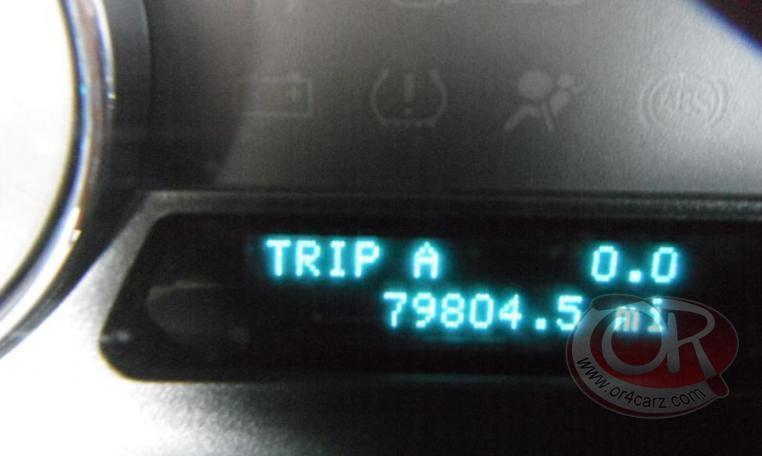 ABS
TRIP A 0.0
79804.5 mi
OR
www.or4carz.com